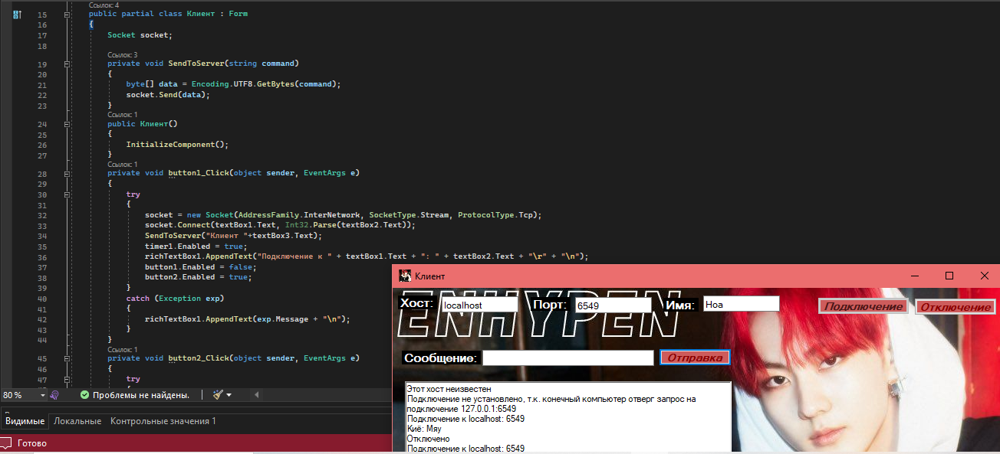 Ссылок: 4
15 public partial class Клиент : Form
16 {
17 Socket socket;
18
Ссылок: 3
19 private void SendToServer(string command)
20 {
21 byte[] data = Encoding.UTF8.GetBytes(command);
22 socket.Send(data);
23 }
Ссылок: 1
24 public Клиент()
25 {
26 InitializeComponent();
27 }
Ссылок: 1
28 private void button1_Click(object sender, EventArgs e)
29 {
30 try
31 {
32 socket = new Socket(AddressFamily.InterNetwork, SocketType.Stream, ProtocolType.Tcp);
33 socket.Connect(textBox1.Text, Int32.Parse(textBox2.Text));
34 SendToServer("Клиент "+textBox3.Text);
35 timer1.Enabled = true;
36 richTextBox1.AppendText("Подключение к " + textBox1.Text + ": " + textBox2.Text + "\r" + "\n");
37 button1.Enabled = false;
38 button2.Enabled = true;
39 }
40 catch (Exception exp)
41 {
42 richTextBox1.AppendText(exp.Message + "\n");
43 }
44 }
Ссылок: 1
45 private void button2_Click(object sender, EventArgs e)
46 {
47 try
80 % Проблемы не найдены.
Видимые Локальные Контрольные значения 1
Готово
Клиент
ENHYPEN
Хост: localhost Порт: 6549 Имя: Ноа Подключение Отключение
Сообщение: Отправка
Этот хост неизвестен
Подключение не установлено, т.к. конечный компьютер отверг запрос на
подключение 127.0.0.1:6549
Подключение к localhost: 6549
Киё: Мяу
Отключено
Подключение к localhost: 6549